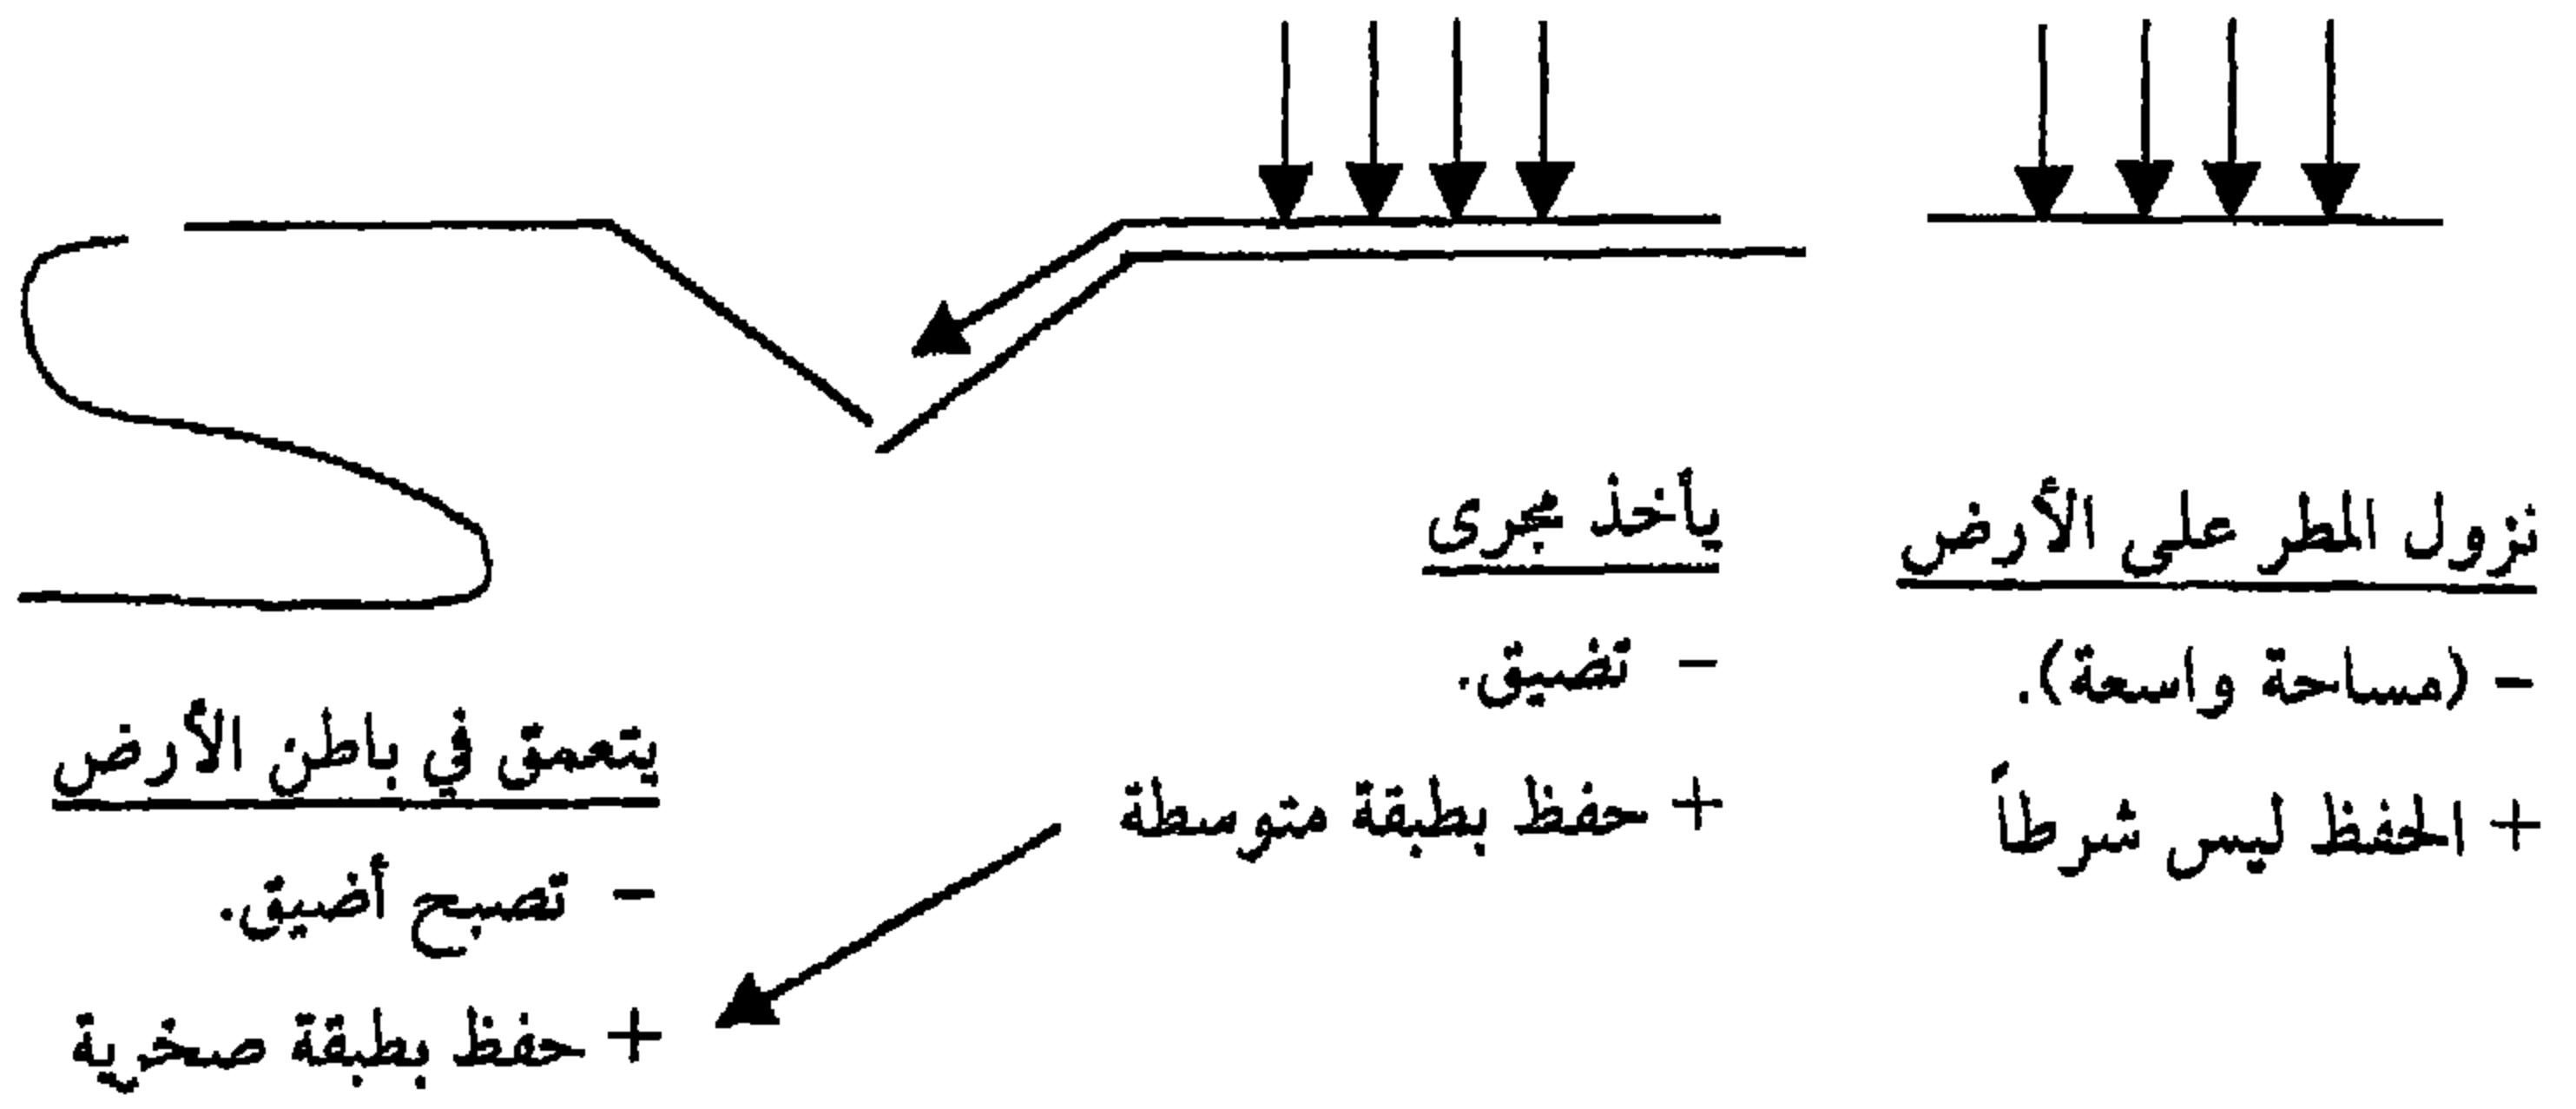 نزول المطر على الأرض
- (مساحة واسعة).
+ الحفظ ليس شرطاً
يأخذ مجرى
- تضيق.
+ حفظ بطبقة متوسطة
يتعمق في باطن الأرض
- تصبح أضيق.
+ حفظ بطبقة صخرية